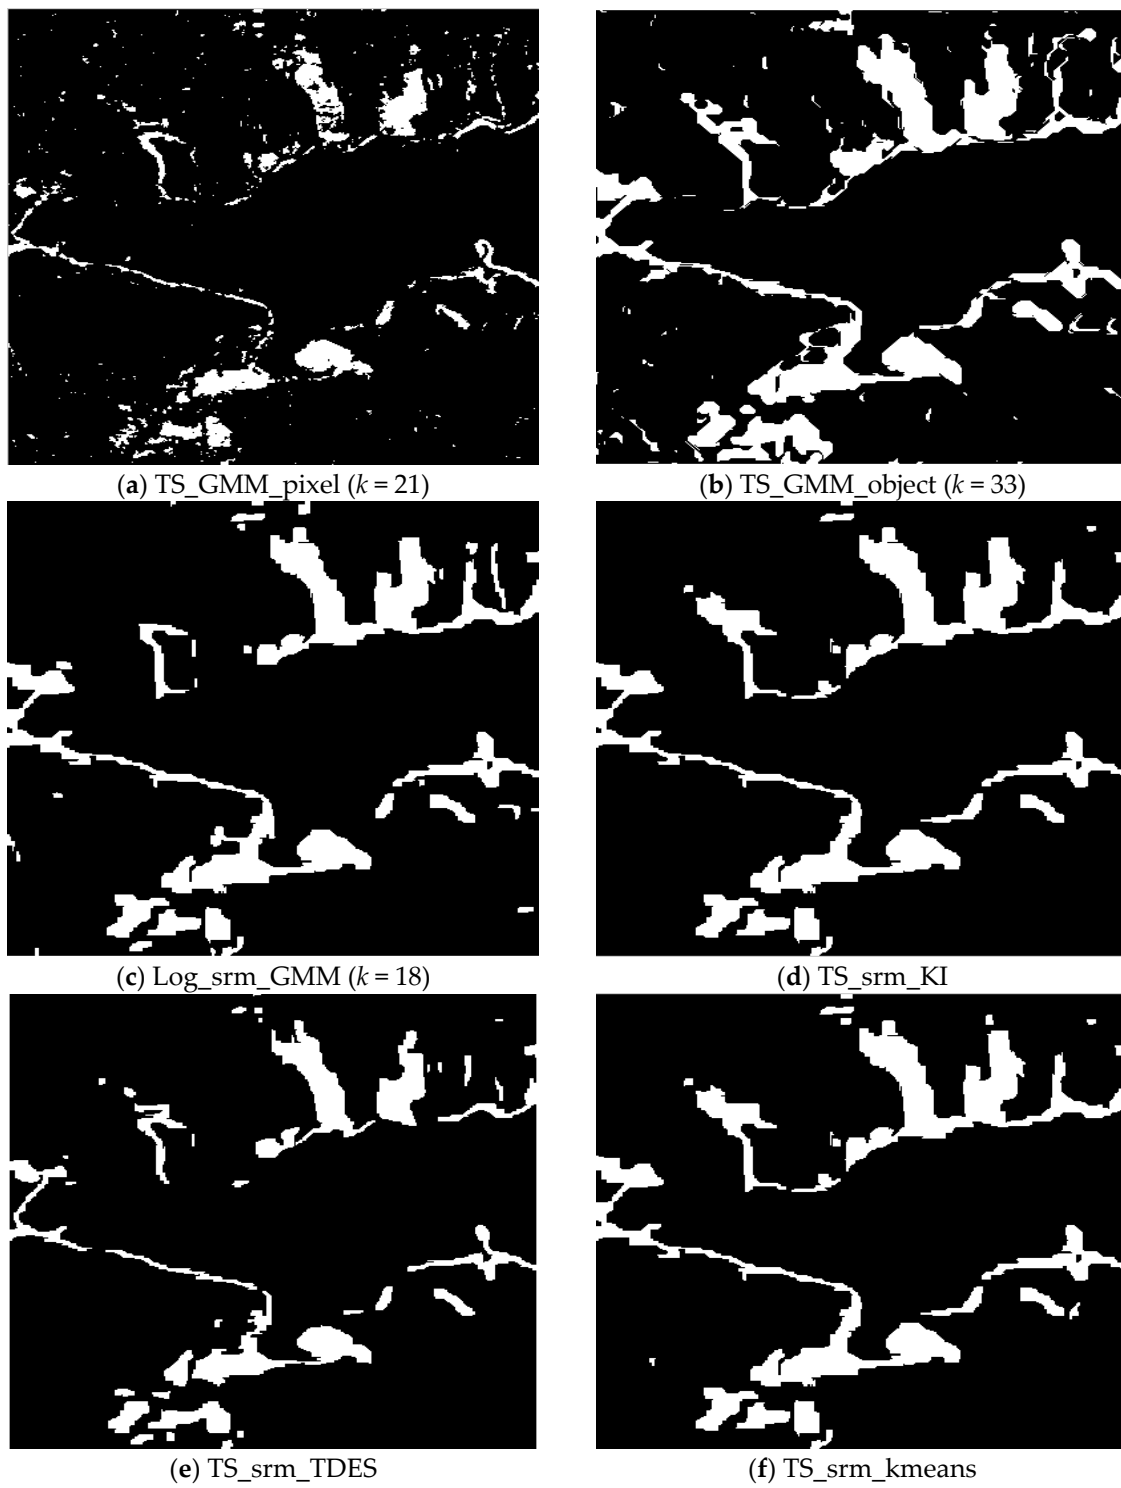 (a) TS_GMM_pixel (k = 21)
(b) TS_GMM_object (k = 33)
(c) Log_srm_GMM (k = 18)
(d) TS_srm_KI
(e) TS_srm_TDES
(f) TS_srm_kmeans